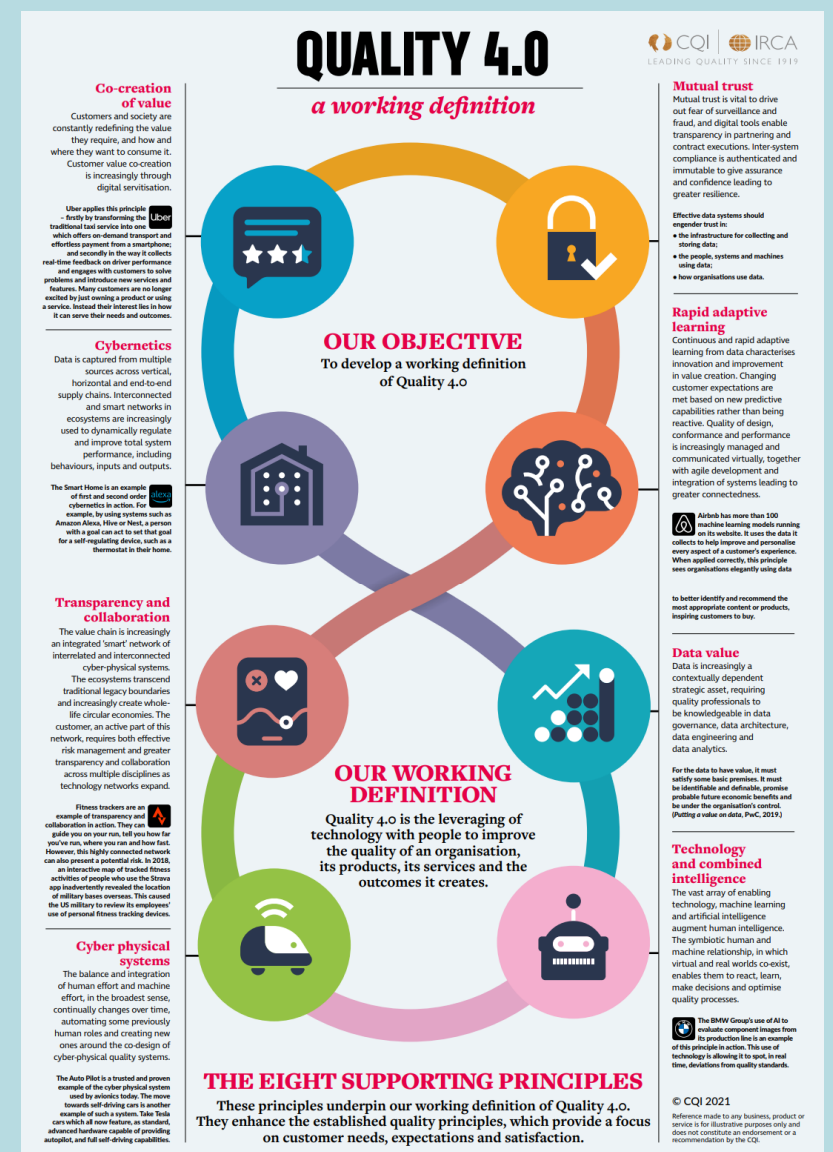 QUALITY 4.0
a working definition
CQI | IRCA
LEADING QUALITY SINCE 1919
Co-creation
of value
Customers and society are
constantly redefining the value
they require, and how and
where they want to consume it.
Customer value co-creation
is increasingly through
digital servitisation.
Uber applies this principle
– firstly by transforming the
traditional taxi service into one
which offers on-demand transport and
effortless payment from a smartphone;
and secondly in the way it collects
real-time feedback on driver performance
and engages with customers to solve
problems and introduce new services and
features. Many customers are no longer
excited by just owning a product or using
a service. Instead their interest lies in how
it can serve their needs and outcomes.
Uber
Cybernetics
Data is captured from multiple
sources across vertical,
horizontal and end-to-end
supply chains. Interconnected
and smart networks in
ecosystems are increasingly
used to dynamically regulate
and improve total system
performance, including
behaviours, inputs and outputs.
The Smart Home is an example
of first and second order
cybernetics in action. For
example, by using systems such as
Amazon Alexa, Hive or Nest, a person
with a goal can act to set that goal
for a self-regulating device, such as a
thermostat in their home.
alexa
Transparency and
collaboration
The value chain is increasingly
an integrated ‘smart’ network of
interrelated and interconnected
cyber-physical systems.
The ecosystems transcend
traditional legacy boundaries
and increasingly create whole-
life circular economies. The
customer, an active part of this
network, requires both effective
risk management and greater
transparency and collaboration
across multiple disciplines as
technology networks expand.
Fitness trackers are an
example of transparency and
collaboration in action. They can
guide you on your run, tell you how far
you’ve run, where you ran and how fast.
However, this highly connected network
can also present a potential risk. In 2018,
an interactive map of tracked fitness
activities of people who use the Strava
app inadvertently revealed the location
of military bases overseas. This caused
the US military to review its employees’
use of personal fitness tracking devices.
Cyber physical
systems
The balance and integration
of human effort and machine
effort, in the broadest sense,
continually changes over time,
automating some previously
human roles and creating new
ones around the co-design of
cyber-physical quality systems.
The Auto Pilot is a trusted and proven
example of the cyber physical system
used by avionics today. The move
towards self-driving cars is another
example of such a system. Take Tesla
cars which all now feature, as standard,
advanced hardware capable of providing
autopilot, and full self-driving capabilities.
OUR OBJECTIVE
To develop a working definition
of Quality 4.0
OUR WORKING
DEFINITION
Quality 4.0 is the leveraging of
technology with people to improve
the quality of an organisation,
its products, its services and the
outcomes it creates.
THE EIGHT SUPPORTING PRINCIPLES
These principles underpin our working definition of Quality 4.0.
They enhance the established quality principles, which provide a focus
on customer needs, expectations and satisfaction.
Mutual trust
Mutual trust is vital to drive
out fear of surveillance and
fraud, and digital tools enable
transparency in partnering and
contract executions. Inter-system
compliance is authenticated and
immutable to give assurance
and confidence leading to
greater resilience.
Effective data systems should
engender trust in:
• the infrastructure for collecting and
storing data;
• the people, systems and machines
using data;
• how organisations use data.
Rapid adaptive
learning
Continuous and rapid adaptive
learning from data characterises
innovation and improvement
in value creation. Changing
customer expectations are
met based on new predictive
capabilities rather than being
reactive. Quality of design,
conformance and performance
is increasingly managed and
communicated virtually, together
with agile development and
integration of systems leading to
greater connectedness.
Airbnb has more than 100
machine learning models running
on its website. It uses the data it
collects to help improve and personalise
every aspect of a customer’s experience.
When applied correctly, this principle
sees organisations elegantly using data
to better identify and recommend the
most appropriate content or products,
inspiring customers to buy.
Data value
Data is increasingly a
contextually dependent
strategic asset, requiring
quality professionals to
be knowledgeable in data
governance, data architecture,
data engineering and
data analytics.
For the data to have value, it must
satisfy some basic premises. It must
be identifiable and definable, promise
probable future economic benefits and
be under the organisation’s control.
(Putting a value on data, PwC, 2019.)
Technology
and combined
intelligence
The vast array of enabling
technology, machine learning
and artificial intelligence
augment human intelligence.
The symbiotic human and
machine relationship, in which
virtual and real worlds co-exist,
enables them to react, learn,
make decisions and optimise
quality processes.
The BMW Group’s use of AI to
evaluate component images from
its production line is an example
of this principle in action. This use of
technology is allowing it to spot, in real
time, deviations from quality standards.
© CQI 2021
Reference made to any business, product or
service is for illustrative purposes only and
does not constitute an endorsement or a
recommendation by the CQI.